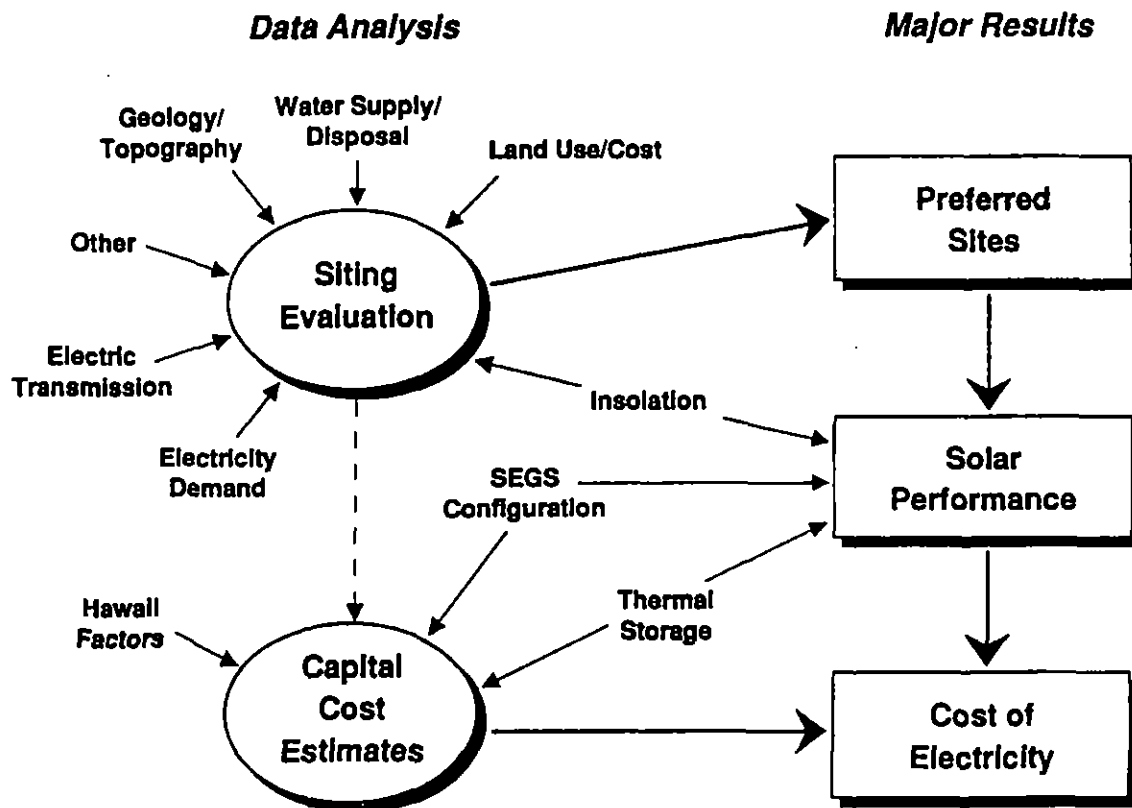 Data Analysis
Major Results
Water Supply/
Disposal
Geology/
Topography
Land Use/Cost
Other
Siting
Evaluation
Preferred
Sites
Electric
Transmission
Electricity
Demand
Insolation
SEGS
Configuration
Solar
Performance
Hawaii
Factors
Thermal
Storage
Capital
Cost
Estimates
Cost of
Electricity